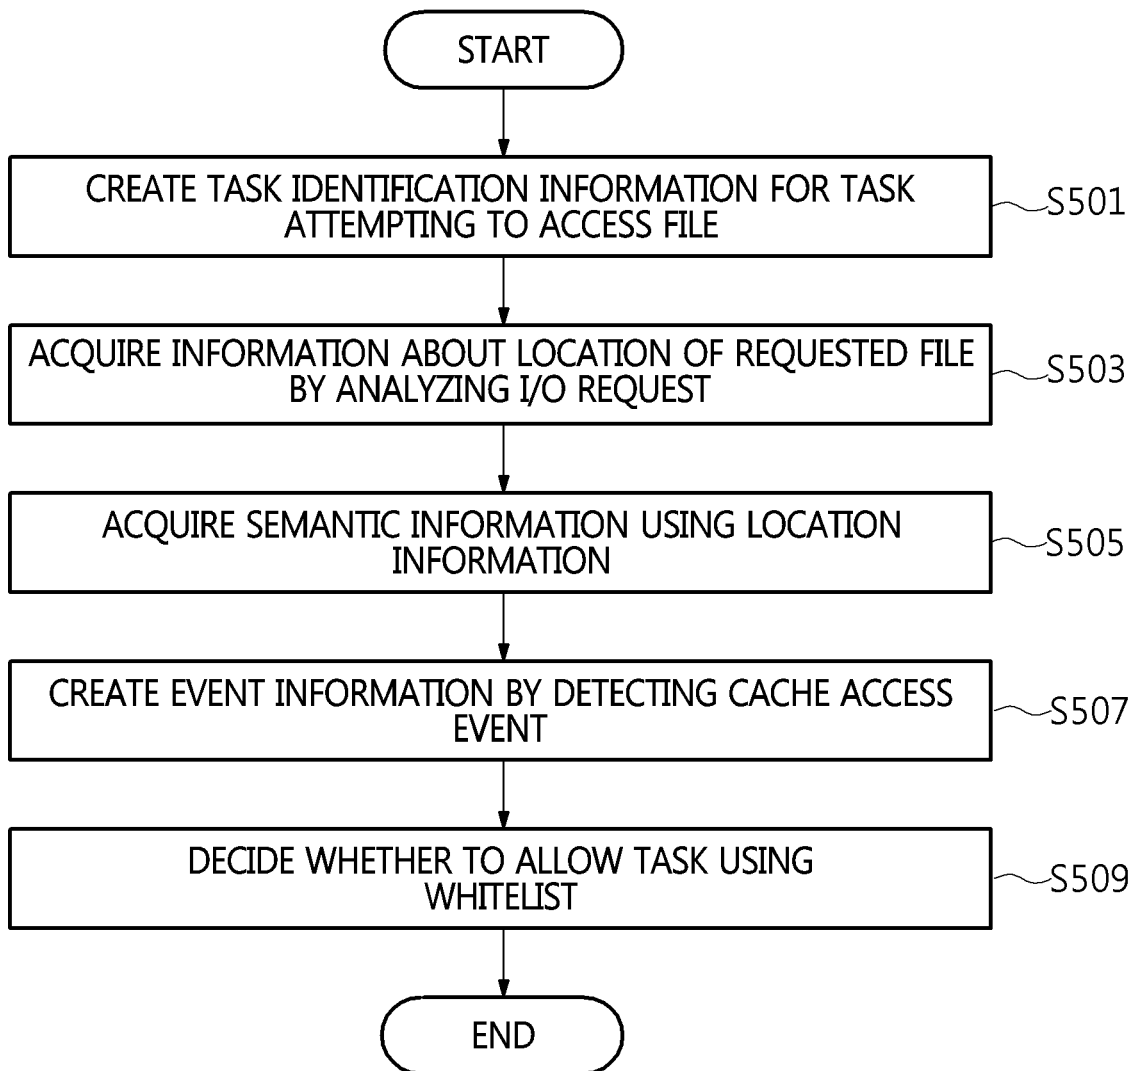 START
CREATE TASK IDENTIFICATION INFORMATION FOR TASK
ATTEMPTING TO ACCESS FILE
S501
ACQUIRE INFORMATION ABOUT LOCATION OF REQUESTED FILE
BY ANALYZING I/O REQUEST
S503
ACQUIRE SEMANTIC INFORMATION USING LOCATION
INFORMATION
S505
CREATE EVENT INFORMATION BY DETECTING CACHE ACCESS
EVENT
S507
DECIDE WHETHER TO ALLOW TASK USING
WHITELIST
S509
END